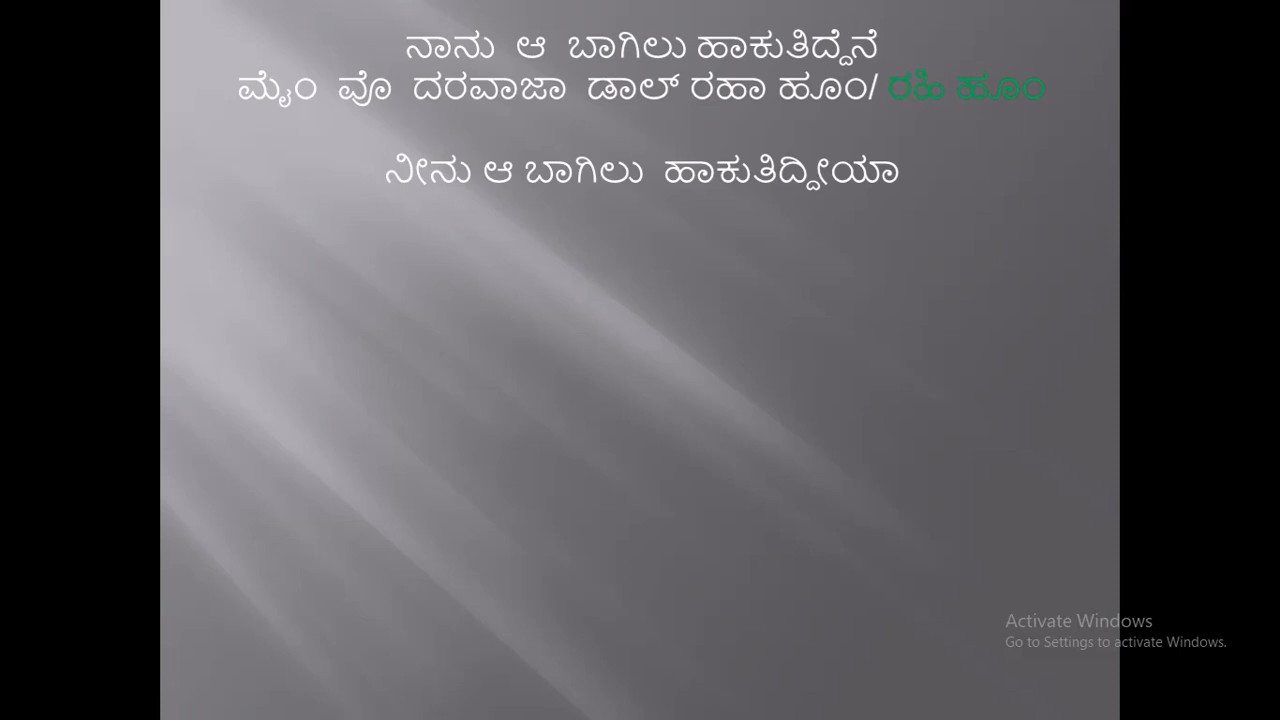 ನಾನು ಆ ಬಾಗಿಲು ಹಾಕುತಿದ್ದೆನೆ
ಮೈಂ ವೊ ದರವಾಜಾ ಡಾಲ್ ರಹಾ ಹೂಂ/ ರಹಿ ಹೂಂ
ನೀನು ಆ ಬಾಗಿಲು ಹಾಕುತಿದ್ದೀಯಾ
Activate Windows
Go to Settings to activate Windows.